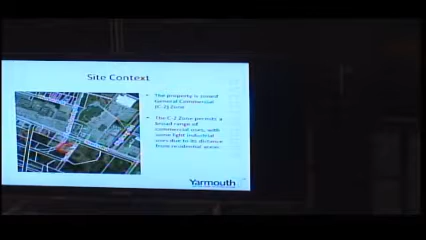 Site Context
• The property is zoned
General Commercial
(C-2) Zone
• The C-2 Zone permits a
broad range of
commercial uses, with
some light industrial
uses due to its distance
from residential areas.
Yarmouth